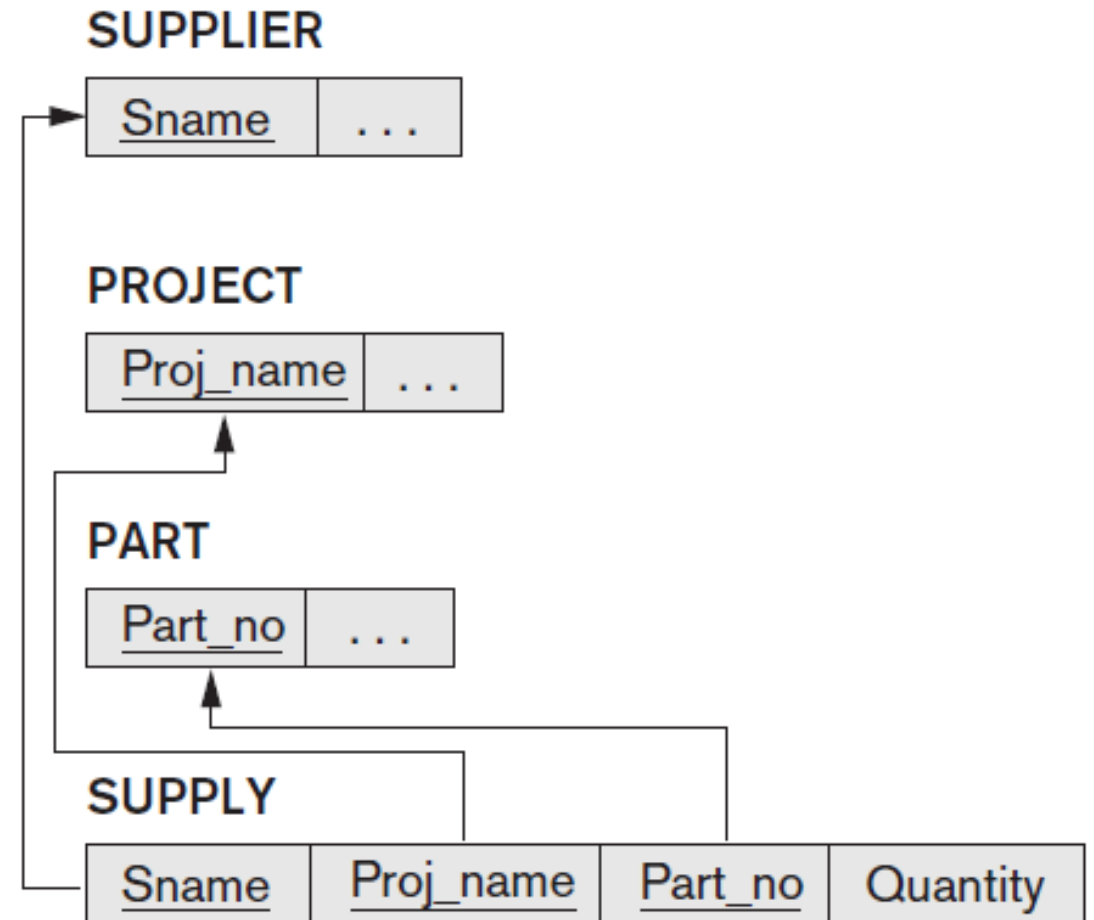 SUPPLIER
Sname ...
PROJECT
Proj_name ...
PART
Part_no ...
SUPPLY
Sname Proj_name Part_no Quantity